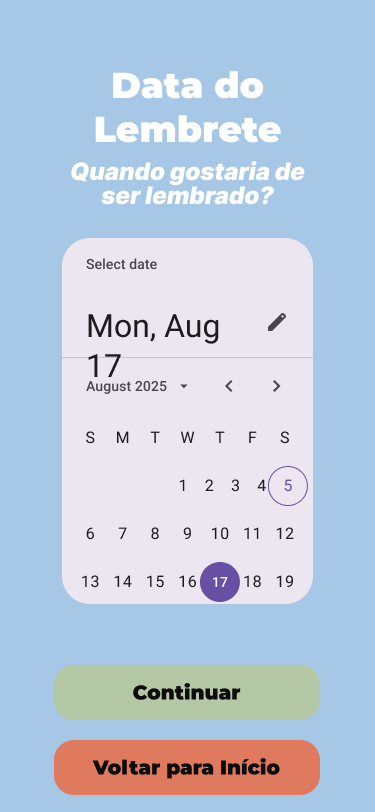 Data do
Lembrete
Quando gostaria de
ser lembrado?
Select date
Mon, Aug
17
August 2025
S M T W T F S
1 2 3 4 5
6 7 8 9 10 11 12
13 14 15 16 17 18 19
Continuar
Voltar para Início